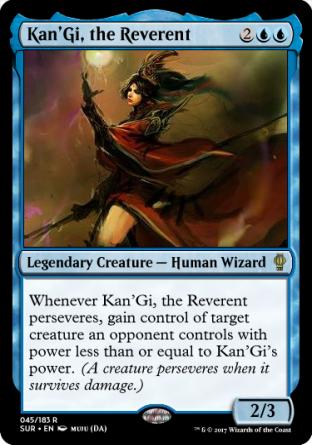 Kan'Gi, the Reverent 2
Legendary Creature — Human Wizard
Whenever Kan'Gi, the Reverent
perseveres, gain control of target
creature an opponent controls with
power less than or equal to Kan'Gi's
power. (A creature perseveres when it
survives damage.)
2/3
045/183 R
SUR • EN MUJU (DA)
™ & © 2017 Wizards of the Coast